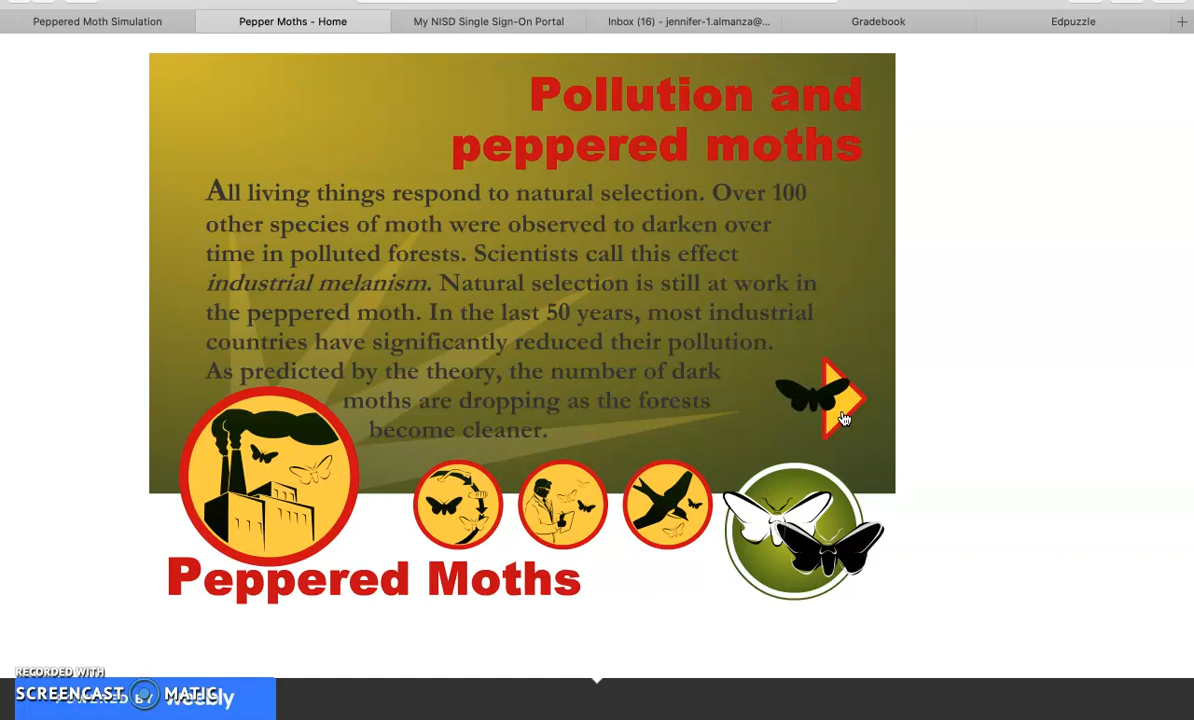 Peppered Moth Simulation
Pepper Moths - Home
My NISD Single Sign-On Portal
Inbox (16) - jennifer-1.almanza@...
Gradebook
Edpuzzle
Pollution and
peppered moths
All living things respond to natural selection. Over 100
other species of moth were observed to darken over
time in polluted forests. Scientists call this effect
industrial melanism. Natural selection is still at work in
the peppered moth. In the last 50 years, most industrial
countries have significantly reduced their pollution.
As predicted by the theory, the number of dark
moths are dropping as the forests
become cleaner.
Peppered Moths
RECORDED WITH
SCREENCAST MATIC
POWERED BY weebly